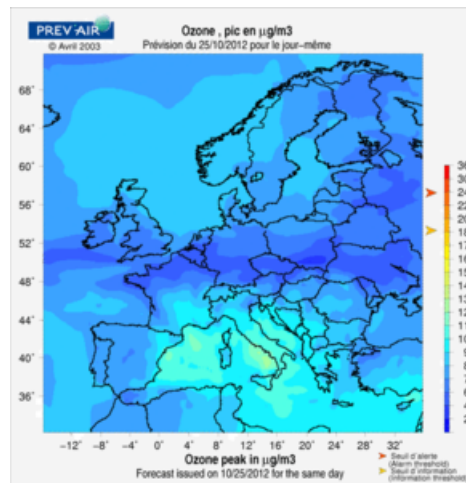 PREV'AIR
© Avril 2003
Ozone , pic en µg/m3
Prévision du 25/10/2012 pour le jour-même
68°
64°
60°
56°
52°
48°
44°
40°
36°
−12° −8° −4° 0° 4° 8° 12° 16° 20° 24° 28° 32°
Ozone peak in µg/m3
Forecast issued on 10/25/2012 for the same day
Seuil d'alerte
(Alarm threshold)
Seuil d'information
(Information threshold)